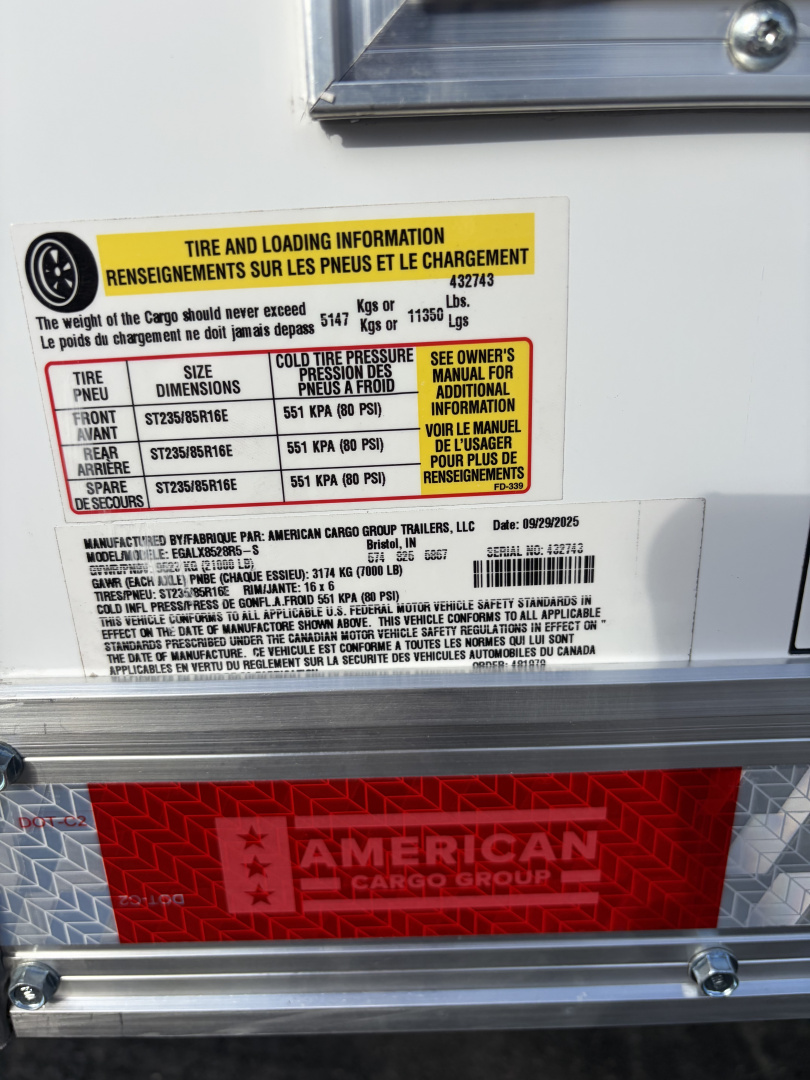 TIRE AND LOADING INFORMATION
RENSEIGNEMENTS SUR LES PNEUS ET LE CHARGEMENT
432743
The weight of the Cargo should never exceed 5147 Kgs or 11350 Lbs.
Le poids du chargement ne doit jamais depass Kgs or Lgs
TIRE PNEU SIZE DIMENSIONS COLD TIRE PRESSURE PRESSION DES PNEUS A FROID
FRONT AVANT ST235/85R16E 551 KPA (80 PSI)
REAR ARRIÈRE ST235/85R16E 551 KPA (80 PSI)
SPARE DE SECOURS ST235/85R16E 551 KPA (80 PSI)
SEE OWNER'S
MANUAL FOR
ADDITIONAL
INFORMATION
VOIR LE MANUEL
DE L'USAGER
POUR PLUS DE
RENSEIGNEMENTS
FD-339
MANUFACTURED BY/FABRIQUE PAR: AMERICAN CARGO GROUP TRAILERS, LLC Date: 09/29/2025
MODEL/MODELE: EGALX8528R5-S Bristol, IN
(21000 LB) 574 825 SERIAL NO: 432743
GAWR (EACH AXLE) PNBE (CHAQUE ESSIEU): 3174 KG (7000 LB)
TIRES/PNEU: ST235/85R16E RIM/JANTE: 16 x 6
COLD INFL PRESS/PRESS DE GONFL.A.FROID 551 KPA (80 PSI)
THIS VEHICLE CONFORMS TO ALL APPLICABLE U.S. FEDERAL MOTOR VEHICLE SAFETY STANDARDS IN
EFFECT ON THE DATE OF MANUFACTORE SHOWN ABOVE. THIS VEHICLE CONFORMS TO ALL APPLICABLE
STANDARDS PRESCRIBED UNDER THE CANADIAN MOTOR VEHICLE SAFETY REGULATIONS IN EFFECT ON "
THE DATE OF MANUFACTURE. CE VEHICULE EST CONFORME A TOUTES LES NORMES QUI LUI SONT
APPLICABLES EN VERTU DU REGLEMENT SUR LA SECURITE DES VEHICULES AUTOMOBILES DU CANADA
ORDER:
DOT-C2
AMERICAN
CARGO GROUP
DOT-C2